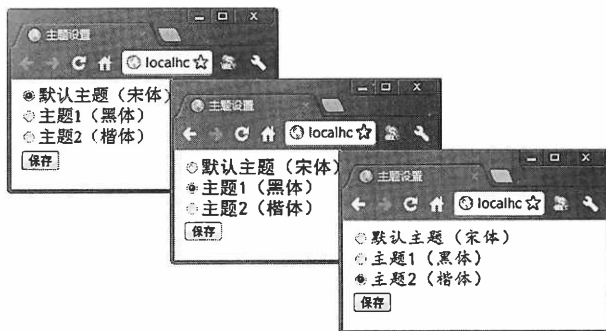 主题设置
localhc
默认主题（宋体）
主题1（黑体）
主题2（楷体）
保存
主题设置
localhc
默认主题（宋体）
主题1（黑体）
主题2（楷体）
保存
主题设置
localhc
默认主题（宋体）
主题1（黑体）
主题2（楷体）
保存